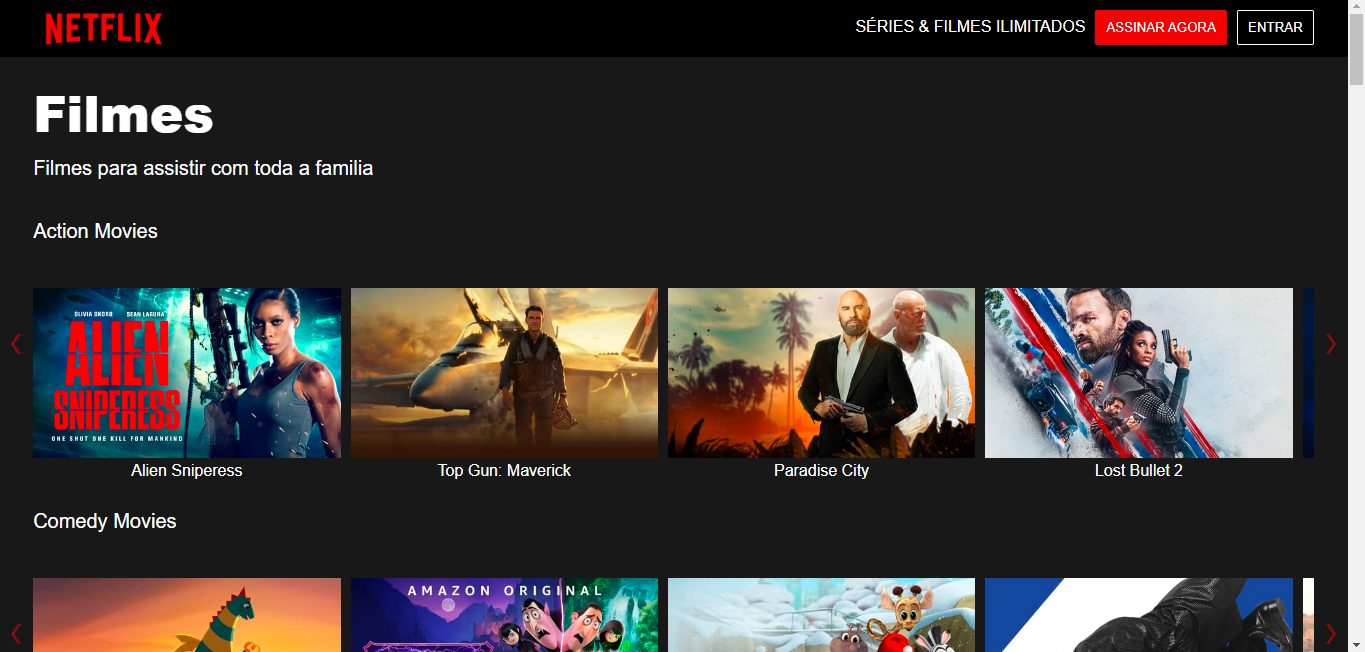 NETFLIX
SÉRIES & FILMES ILIMITADOS
ASSINAR AGORA
ENTRAR
Filmes
Filmes para assistir com toda a familia
Action Movies
OLIVIA OKORO SEAN LAGUNA
ALIEN
SNIPERESS
ONE SHOT ONE KILL FOR MANKIND
Alien Sniperess
Top Gun: Maverick
Paradise City
Lost Bullet 2
Comedy Movies
AMAZON ORIGINAL